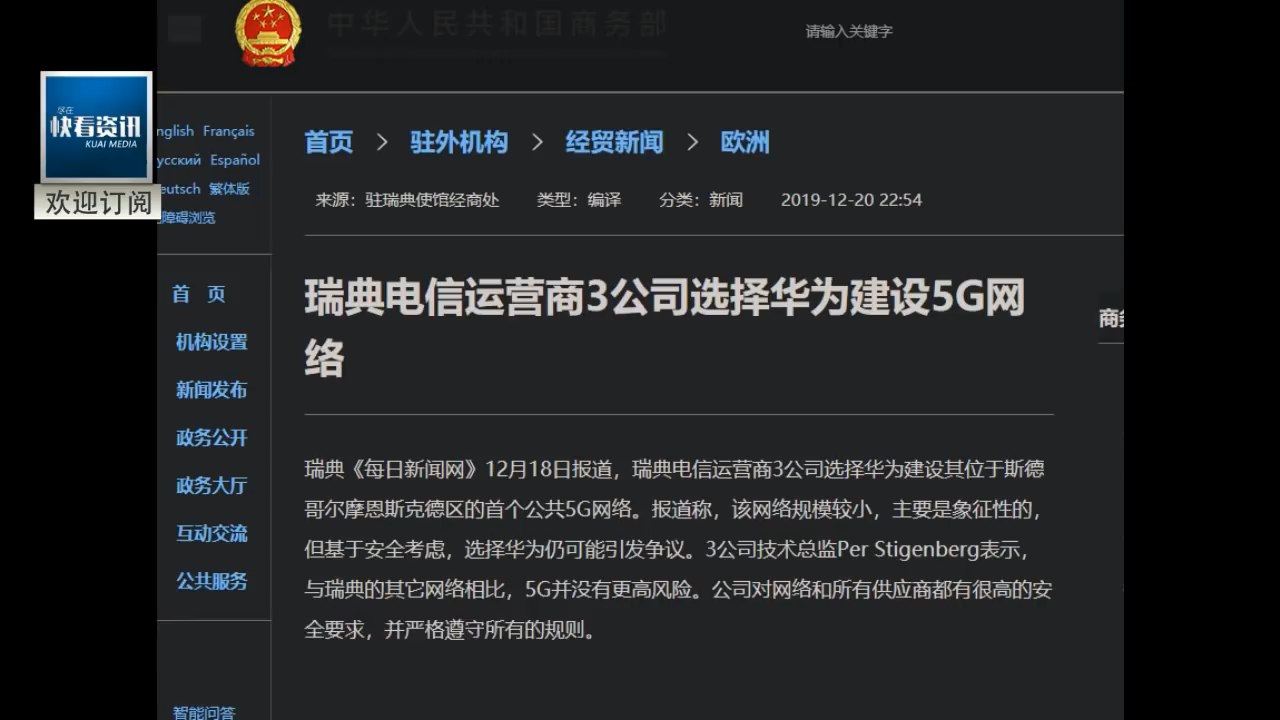 中华人民共和国商务部
请输入关键字
尽在
快看资讯
KUAI MEDIA
欢迎订阅
nglish Français
усский Español
eutsch 繁体版
障碍浏览
首页 > 驻外机构 > 经贸新闻 > 欧洲
来源：驻瑞典使馆经商处 类型：编译 分类：新闻 2019-12-20 22:54
首 页
机构设置
新闻发布
政务公开
政务大厅
互动交流
公共服务
智能问答
瑞典电信运营商3公司选择华为建设5G网
络
商务
瑞典《每日新闻网》12月18日报道，瑞典电信运营商3公司选择华为建设其位于斯德
哥尔摩恩斯克德区的首个公共5G网络。报道称，该网络规模较小，主要是象征性的，
但基于安全考虑，选择华为仍可能引发争议。3公司技术总监Per Stigenberg表示，
与瑞典的其它网络相比，5G并没有更高风险。公司对网络和所有供应商都有很高的安
全要求，并严格遵守所有的规则。